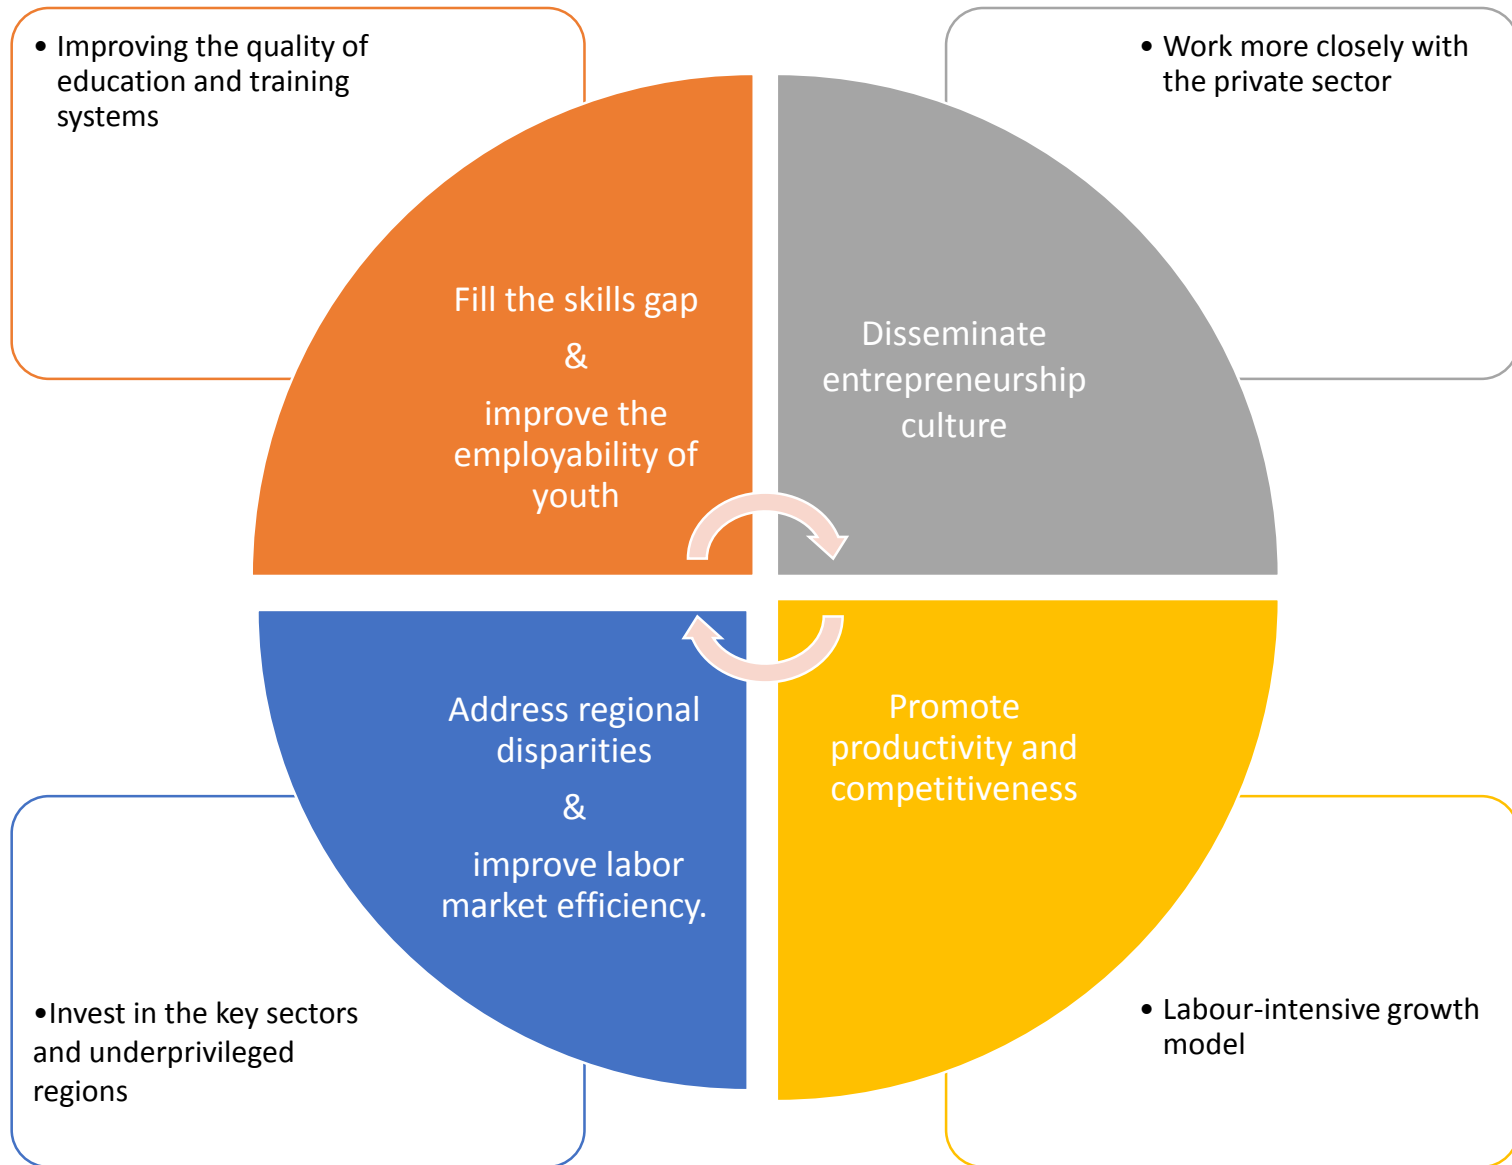 • Improving the quality of
education and training
systems
• Work more closely with
the private sector
Fill the skills gap
&
improve the
employability of
youth
Disseminate
entrepreneurship
culture
Address regional
disparities
&
improve labor
market efficiency.
Promote
productivity and
competitiveness
•Invest in the key sectors
and underprivileged
regions
• Labour-intensive growth
model